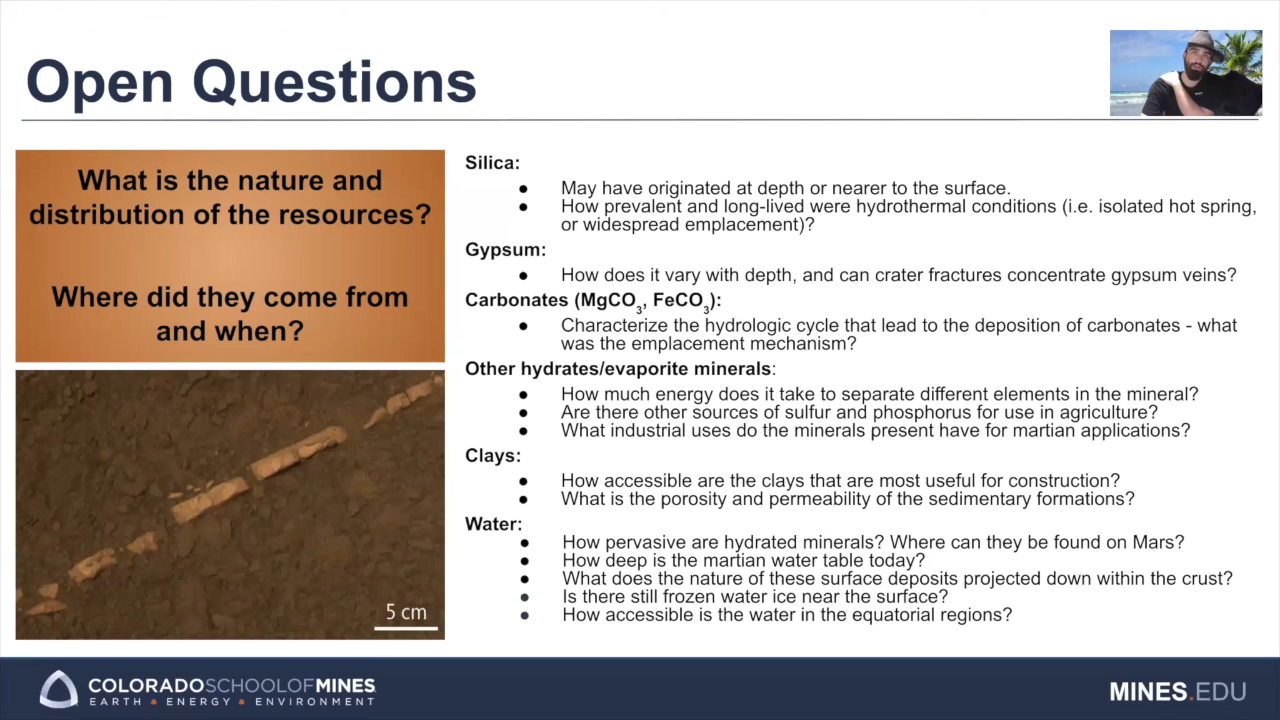 Open Questions
What is the nature and
distribution of the resources?
Where did they come from
and when?
5 cm
Silica:
● May have originated at depth or nearer to the surface.
● How prevalent and long-lived were hydrothermal conditions (i.e. isolated hot spring,
or widespread emplacement)?
Gypsum:
● How does it vary with depth, and can crater fractures concentrate gypsum veins?
Carbonates (MgCO3, FeCO3):
● Characterize the hydrologic cycle that lead to the deposition of carbonates - what
was the emplacement mechanism?
Other hydrates/evaporite minerals:
● How much energy does it take to separate different elements in the mineral?
● Are there other sources of sulfur and phosphorus for use in agriculture?
● What industrial uses do the minerals present have for martian applications?
Clays:
● How accessible are the clays that are most useful for construction?
● What is the porosity and permeability of the sedimentary formations?
Water:
● How pervasive are hydrated minerals? Where can they be found on Mars?
● How deep is the martian water table today?
● What does the nature of these surface deposits projected down within the crust?
● Is there still frozen water ice near the surface?
● How accessible is the water in the equatorial regions?
COLORADOSCHOOLOFMINES
EARTH • ENERGY • ENVIRONMENT
MINES.EDU